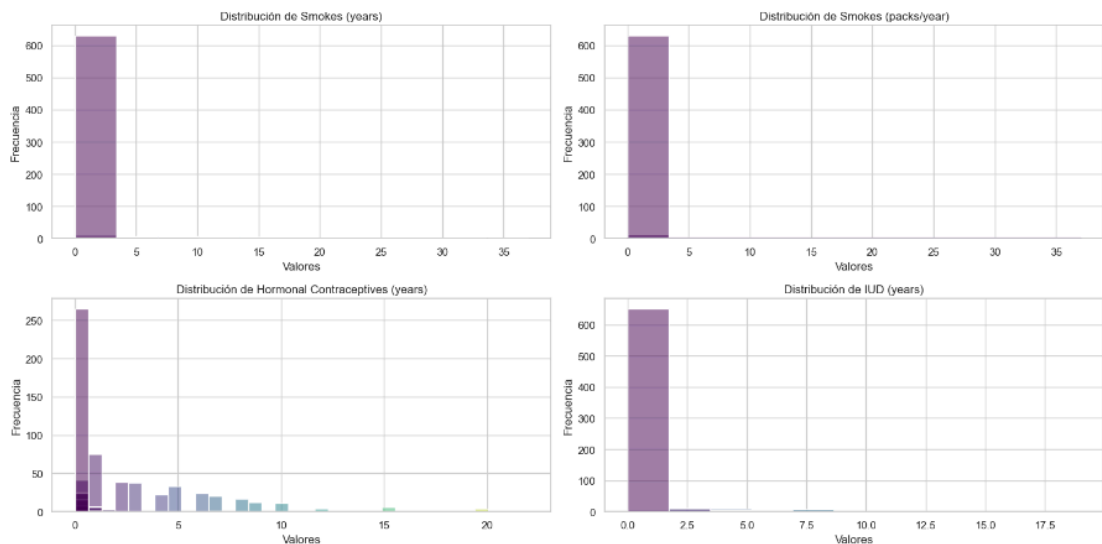 Distribución de Smokes (years)
Frecuencia
600
500
400
300
200
100
0
0 5 10 15 20 25 30 35
Valores
Distribución de Smokes (packs/year)
Frecuencia
600
500
400
300
200
100
0
0 5 10 15 20 25 30 35
Valores
Distribución de Hormonal Contraceptives (years)
Frecuencia
250
200
150
100
50
0
0 5 10 15 20
Valores
Distribución de IUD (years)
Frecuencia
600
500
400
300
200
100
0
0.0 2.5 5.0 7.5 10.0 12.5 15.0 17.5
Valores